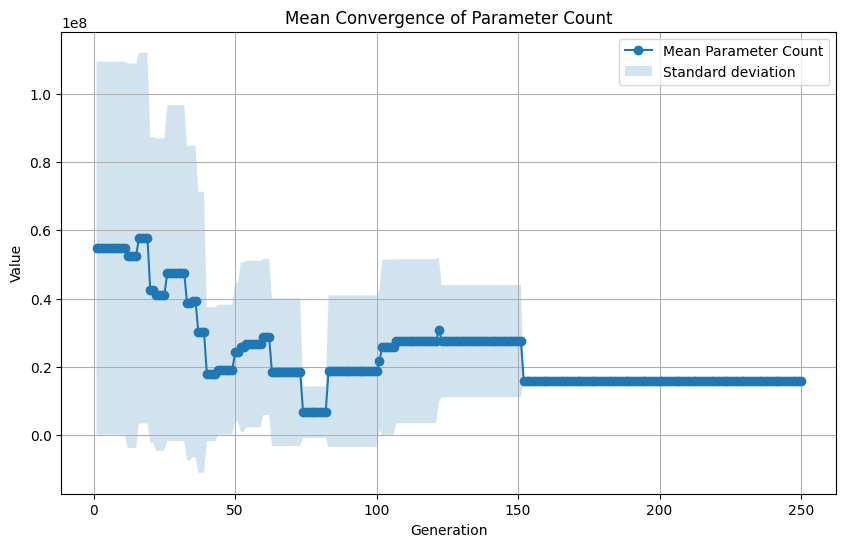 Mean Convergence of Parameter Count
1e8
Mean Parameter Count
Standard deviation
1.0
0.8
0.6
0.4
0.2
0.0
Value
0 50 100 150 200 250
Generation